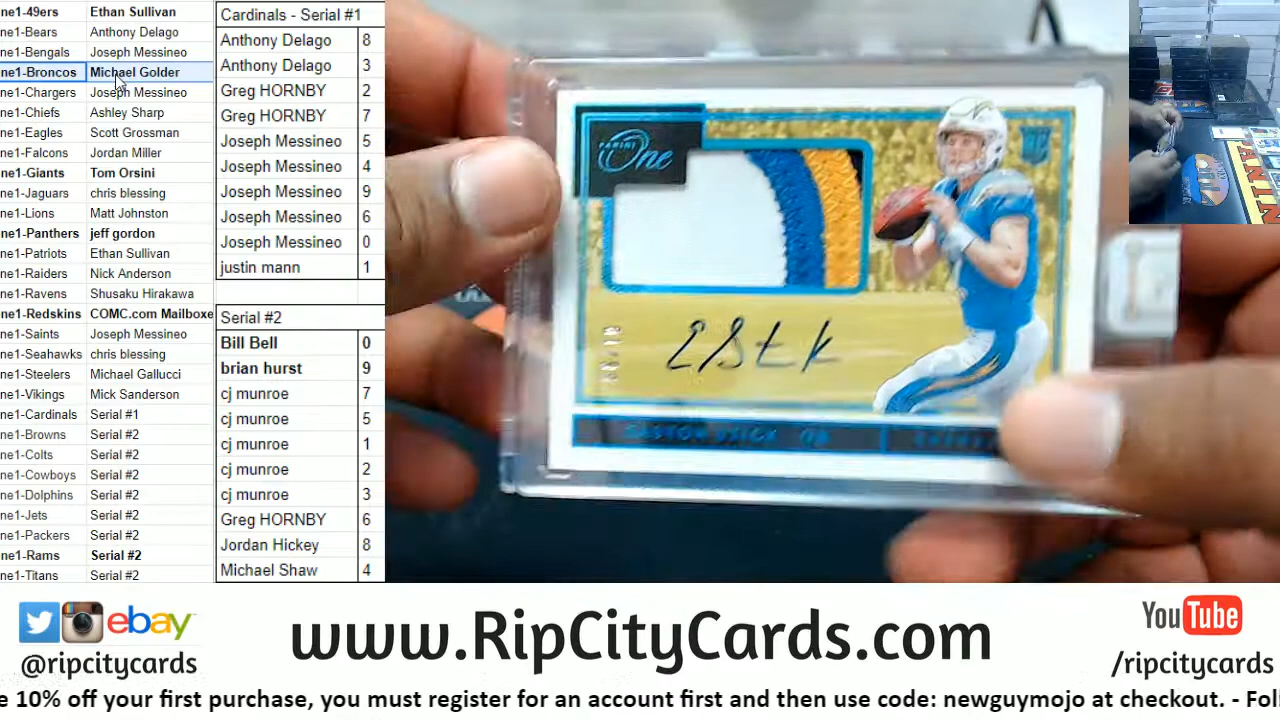 ne1-49ers Ethan Sullivan
ne1-Bears Anthony Delago
ne1-Bengals Joseph Messineo
ne1-Broncos Michael Golder
ne1-Chargers Joseph Messineo
ne1-Chiefs Ashley Sharp
ne1-Eagles Scott Grossman
ne1-Falcons Jordan Miller
ne1-Giants Tom Orsini
ne1-Jaguars chris blessing
ne1-Lions Matt Johnston
ne1-Panthers jeff gordon
ne1-Patriots Ethan Sullivan
ne1-Raiders Nick Anderson
ne1-Ravens Shusaku Hirakawa
ne1-Redskins COMC.com Mailboxe
ne1-Saints Joseph Messineo
ne1-Seahawks chris blessing
ne1-Steelers Michael Gallucci
ne1-Vikings Mick Sanderson
ne1-Cardinals Serial #1
ne1-Browns Serial #2
ne1-Colts Serial #2
ne1-Cowboys Serial #2
ne1-Dolphins Serial #2
ne1-Jets Serial #2
ne1-Packers Serial #2
ne1-Rams Serial #2
ne1-Titans Serial #2
Cardinals - Serial #1
Anthony Delago 8
Anthony Delago 3
Greg HORNBY 2
Greg HORNBY 7
Joseph Messineo 5
Joseph Messineo 4
Joseph Messineo 9
Joseph Messineo 6
Joseph Messineo 0
justin mann 1
Serial #2
Bill Bell 0
brian hurst 9
cj munroe 7
cj munroe 5
cj munroe 1
cj munroe 2
cj munroe 3
Greg HORNBY 6
Jordan Hickey 8
Michael Shaw 4
PANINI
One
RC
EASTON STICK QB
PANINI
ebay
@ripcitycards
www.RipCityCards.com
YouTube
/ripcitycards
e 10% off your first purchase, you must register for an account first and then use code: newguymojo at checkout. - Fol